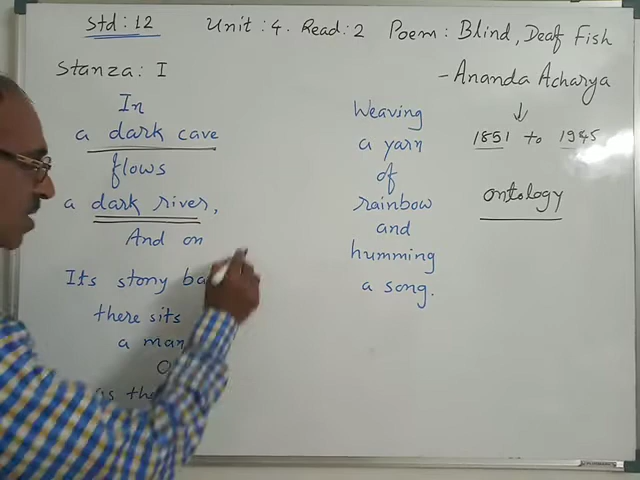 Std: 12 Unit: 4. Read: 2 Poem: Blind, Deaf Fish
Stanza: I
- Ananda Acharya
1851 to 1945
ontology
In
a dark cave
flows
a dark river,
And on
Its stony
there sits
a man
Weaving
a yarn
of
rainbow
and
humming
a song.